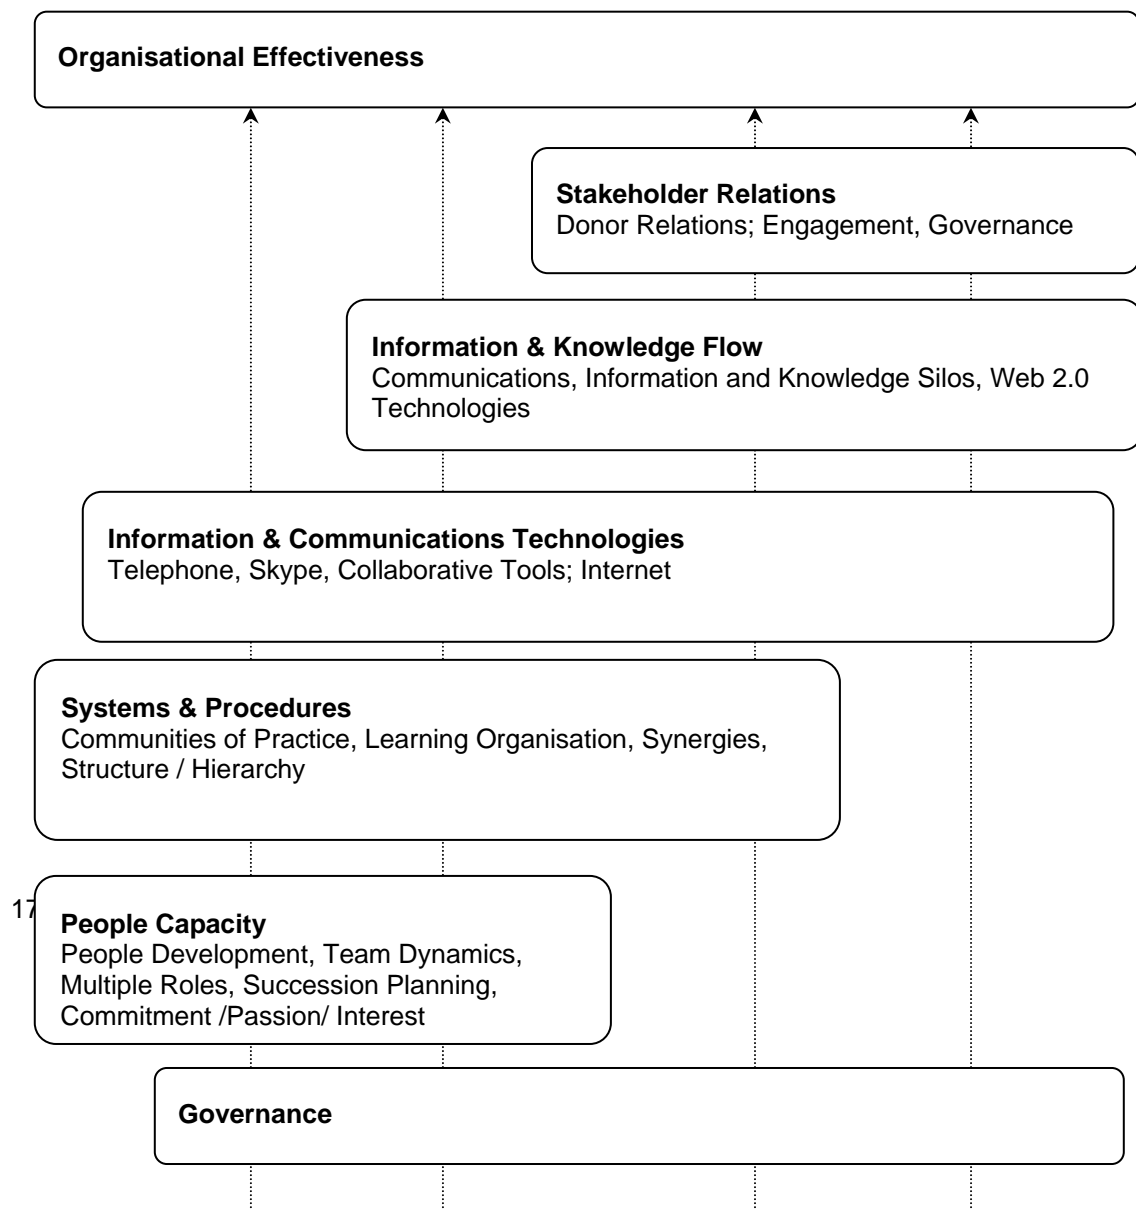 Organisational Effectiveness
Stakeholder Relations
Donor Relations; Engagement, Governance
Information & Knowledge Flow
Communications, Information and Knowledge Silos, Web 2.0
Technologies
Information & Communications Technologies
Telephone, Skype, Collaborative Tools; Internet
Systems & Procedures
Communities of Practice, Learning Organisation, Synergies,
Structure / Hierarchy
17
People Capacity
People Development, Team Dynamics,
Multiple Roles, Succession Planning,
Commitment /Passion/ Interest
Governance